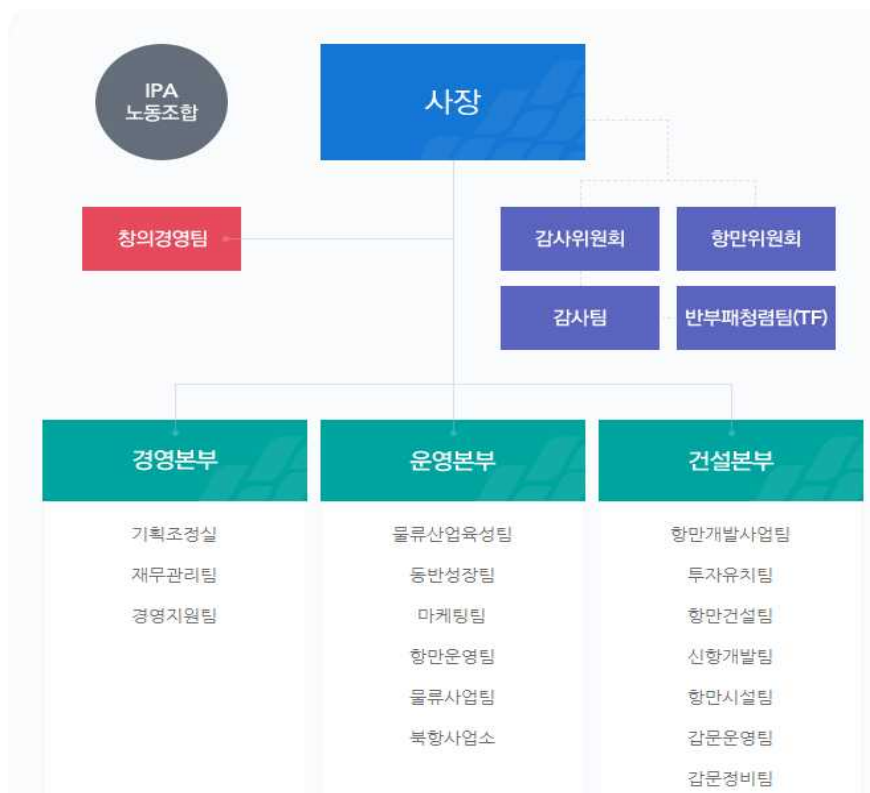 IPA
노동조합
사장
창의경영팀
감사위원회
항만위원회
감사팀
반부패청렴팀(TF)
경영본부
기획조정실
재무관리팀
경영지원팀
운영본부
물류산업육성팀
동반성장팀
마케팅팀
항만운영팀
물류사업팀
북항사업소
건설본부
항만개발사업팀
투자유치팀
항만건설팀
신항개발팀
항만시설팀
갑문운영팀
갑문정비팀